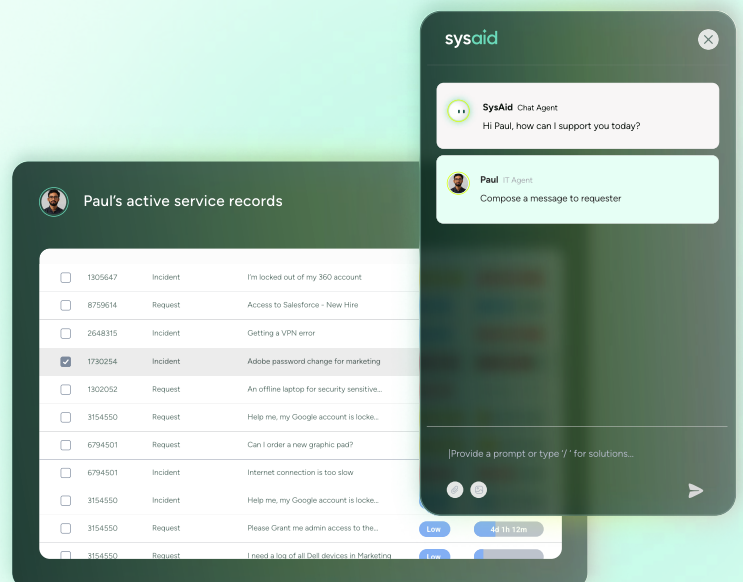 sysaid
SysAid Chat Agent
Hi Paul, how can I support you today?
Paul IT Agent
Compose a message to requester
Paul's active service records
1305647 Incident I'm locked out of my 360 account
8759614 Request Access to Salesforce - New Hire
2648315 Incident Getting a VPN error
1730254 Incident Adobe password change for marketing
1302052 Request An offline laptop for security sensitive...
3154550 Request Help me, my Google account is locke...
6794501 Request Can I order a new graphic pad?
6794501 Incident Internet connection is too slow
3154550 Incident Help me, my Google account is locke...
3154550 Request Please Grant me admin access to the... Low 4d 1h 12m
3154550 Request I need a log of all Dell devices in Marketing Low
Provide a prompt or type '/ ' for solutions...